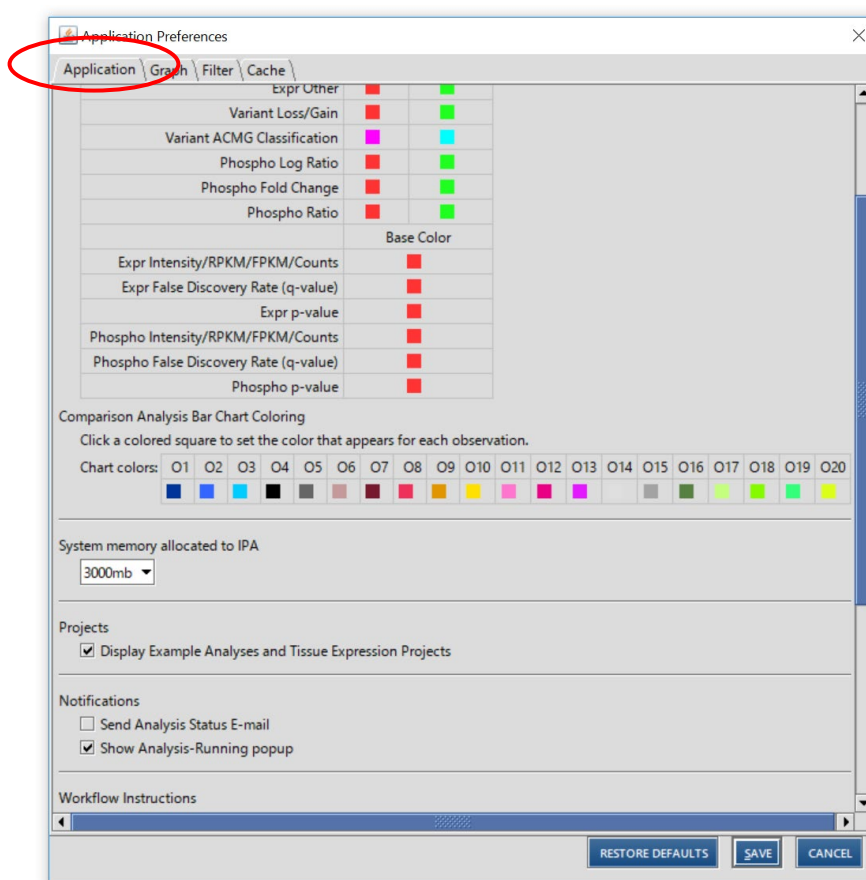 Application Preferences
Application Graph Filter Cache
Expr Other
Variant Loss/Gain
Variant ACMG Classification
Phospho Log Ratio
Phospho Fold Change
Phospho Ratio
Base Color
Expr Intensity/RPKM/FPKM/Counts
Expr False Discovery Rate (q-value)
Expr p-value
Phospho Intensity/RPKM/FPKM/Counts
Phospho False Discovery Rate (q-value)
Phospho p-value
Comparison Analysis Bar Chart Coloring
Click a colored square to set the color that appears for each observation.
Chart colors: O1 O2 O3 O4 O5 O6 O7 O8 O9 O10 O11 O12 O13 O14 O15 O16 O17 O18 O19 O20
System memory allocated to IPA
3000mb
Projects
Display Example Analyses and Tissue Expression Projects
Notifications
Send Analysis Status E-mail
Show Analysis-Running popup
Workflow Instructions
RESTORE DEFAULTS SAVE CANCEL